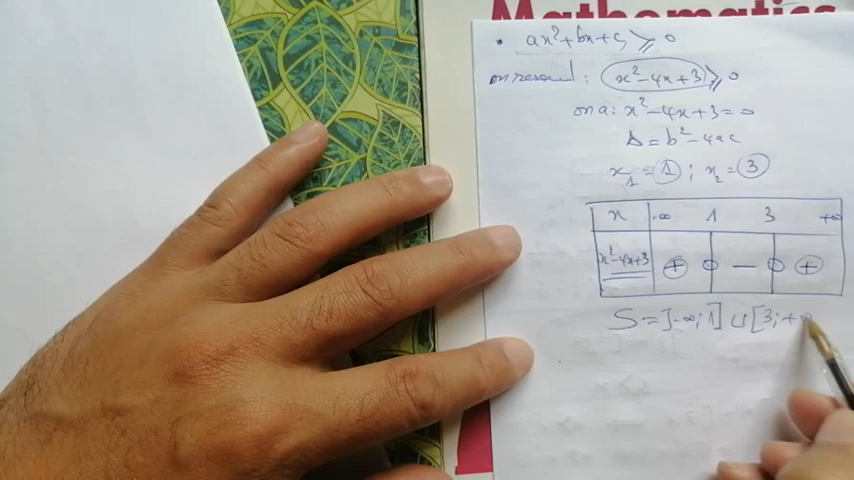 Mathematics
• ax²+bx+c ⩾ 0
on résoud : x²-4x+3 ⩾ 0
on a : x²-4x+3=0
Δ=b²-4ac
x₁=1 ; x₂=3
x -∞ 1 3 +∞
x²-4x+3 + 0 - 0 +
S=]-∞;1] ∪ [3;+∞